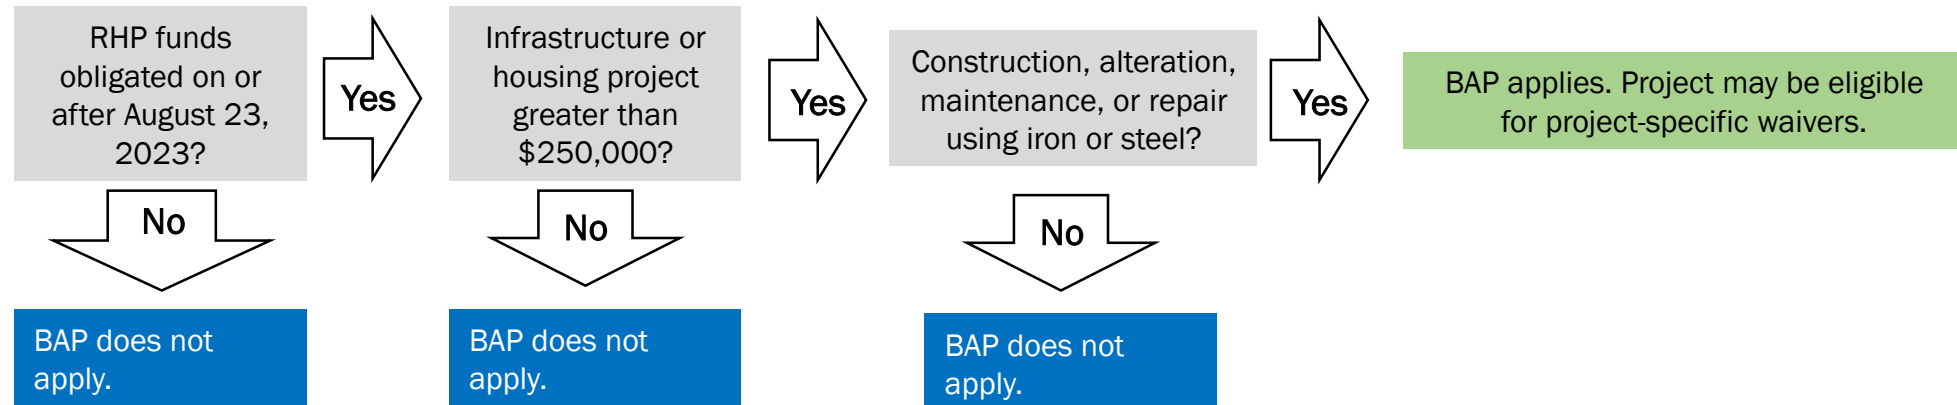 RHP funds
obligated on or
after August 23,
2023?
Yes
Infrastructure or
housing project
greater than
$250,000?
Yes
Construction, alteration,
maintenance, or repair
using iron or steel?
Yes
BAP applies. Project may be eligible
for project-specific waivers.
No
No
No
BAP does not
apply.
BAP does not
apply.
BAP does not
apply.